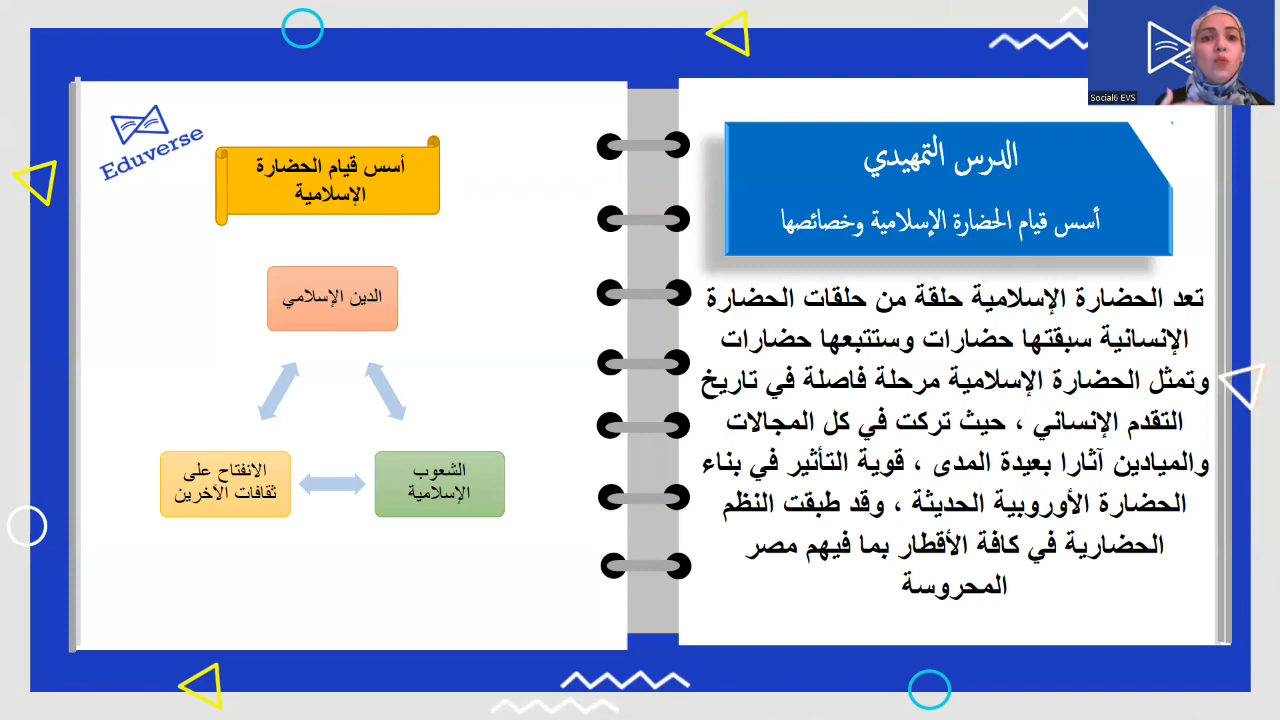 الدرس التمهيدي
أسس قيام الحضارة الإسلامية وخصائصها
تعد الحضارة الإسلامية حلقة من حلقات الحضارة
الإنسانية سبقتها حضارات وستتبعها حضارات
وتمثل الحضارة الإسلامية مرحلة فاصلة في تاريخ
التقدم الإنساني ، حيث تركت في كل المجالات
والميادين آثارا بعيدة المدى ، قوية التأثير في بناء
الحضارة الأوروبية الحديثة ، وقد طبقت النظم
الحضارية في كافة الأقطار بما فيهم مصر
المحروسة
Eduverse
أسس قيام الحضارة
الإسلامية
الدين الإسلامي
الشعوب
الإسلامية
الانفتاح على
ثقافات الآخرين
Social6 EVS